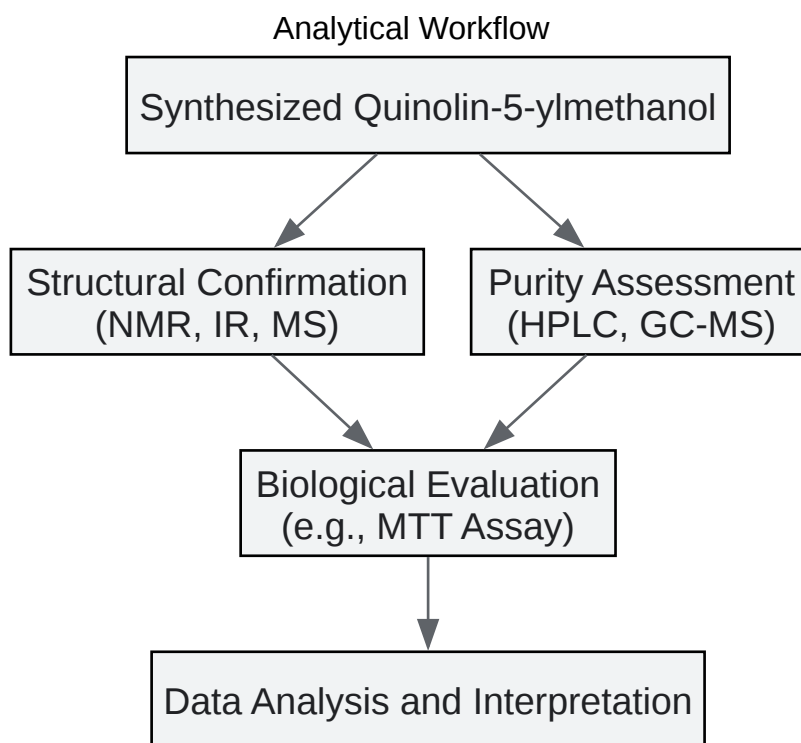 Analytical Workflow
Synthesized Quinolin-5-ylmethanol
Structural Confirmation
(NMR, IR, MS)
Purity Assessment
(HPLC, GC-MS)
Biological Evaluation
(e.g., MTT Assay)
Data Analysis and Interpretation